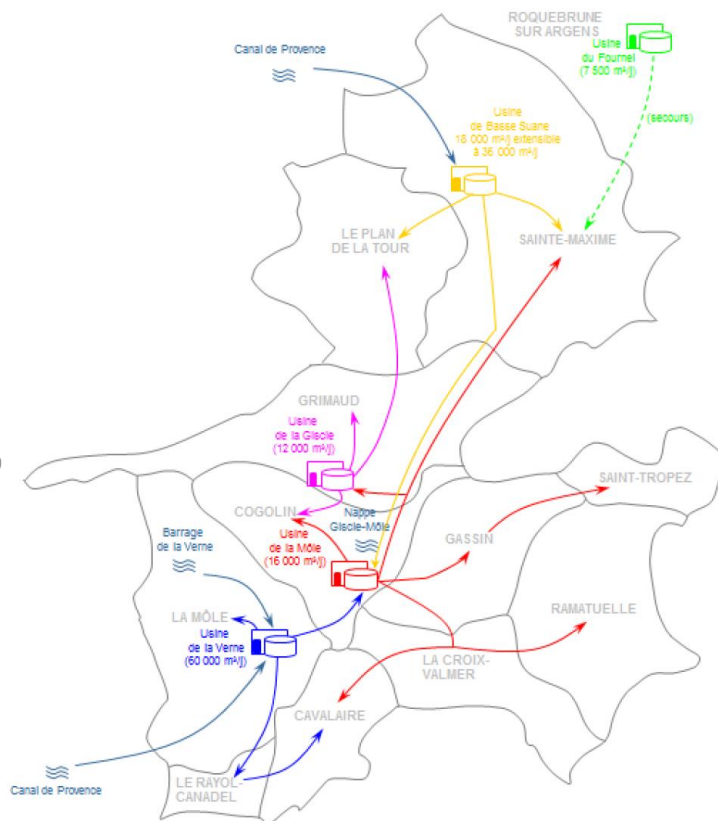 ROQUEBRUNE
SUR ARGENS
Usine
du Fournel
(7 500 m³/j)
Canal de Provence
(secours)
Usine
de Basse Suane
18 000 m³/j extensible
à 36 000 m³/j
LE PLAN
DE LA TOUR
SAINTE-MAXIME
GRIMAUD
Usine
de la Giscle
(12 000 m³/j)
SAINT-TROPEZ
COGOLIN
Nappe
Giscle-Môle
Barrage
de la Verne
Usine
de la Môle
(16 000 m³/j)
GASSIN
LA MÔLE
RAMATUELLE
Usine
de la Verne
(60 000 m³/j)
LA CROIX-
VALMER
CAVALAIRE
LE RAYOL-
CANADEL
Canal de Provence